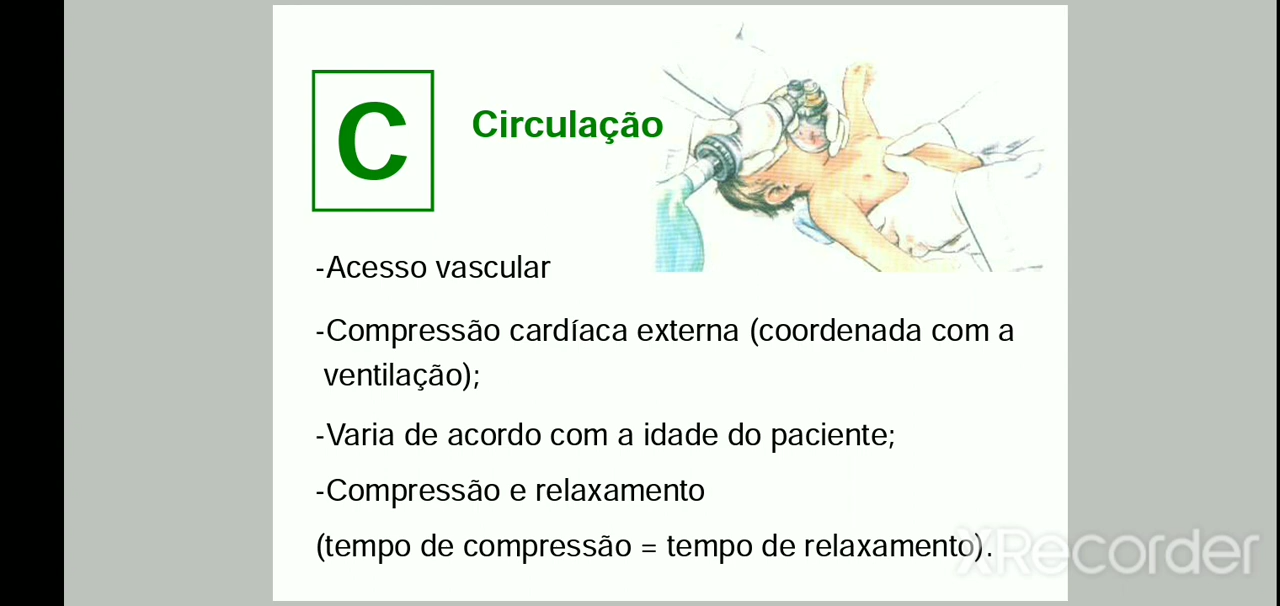 C
Circulação
-Acesso vascular
-Compressão cardíaca externa (coordenada com a
ventilação);
-Varia de acordo com a idade do paciente;
-Compressão e relaxamento
(tempo de compressão = tempo de relaxamento).
XRecorder